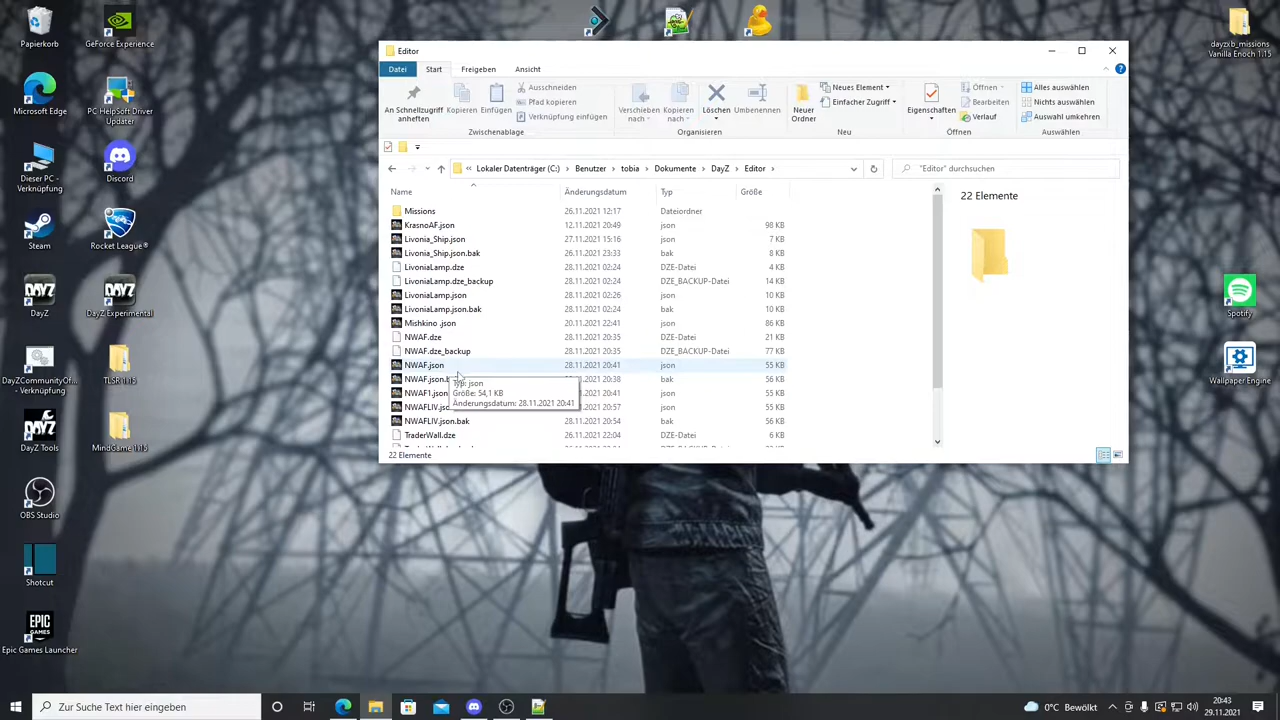 Papierkorb
GeForce Experience
Microsoft Edge
PC HelpSoft Driver
Updater
Dieser PC -
Verknüpfung
Discord
Steam
Rocket League®
DayZ
DayZ Experimental
DayZCommunityOf...
- Verknüpfung
TLSR 1.15
DayZ Tools
MindGame 1.15
OBS Studio
Shotcut
Epic Games Launcher
dayzxb_missions
Vanilla Enoch 1.15
Spotify
Wallpaper Engine
Editor
Datei
Start
Freigeben
Ansicht
An Schnellzugriff
anheften
Kopieren
Einfügen
Ausschneiden
Pfad kopieren
Verknüpfung einfügen
Zwischenablage
Verschieben
nach
Kopieren
nach
Löschen
Umbenennen
Organisieren
Neuer
Ordner
Neues Element
Einfacher Zugriff
Neu
Eigenschaften
Öffnen
Bearbeiten
Verlauf
Öffnen
Alles auswählen
Nichts auswählen
Auswahl umkehren
Auswählen
« Lokaler Datenträger (C:) > Benutzer > tobia > Dokumente > DayZ > Editor >
"Editor" durchsuchen
Name Änderungsdatum Typ Größe
Missions 26.11.2021 12:17 Dateiordner
KrasnoAF.json 12.11.2021 20:49 json 98 KB
Livonia_Ship.json 27.11.2021 15:16 json 7 KB
Livonia_Ship.json.bak 26.11.2021 23:33 bak 8 KB
LivoniaLamp.dze 28.11.2021 02:24 DZE-Datei 4 KB
LivoniaLamp.dze_backup 28.11.2021 02:24 DZE_BACKUP-Datei 14 KB
LivoniaLamp.json 28.11.2021 02:26 json 10 KB
LivoniaLamp.json.bak 28.11.2021 02:24 bak 10 KB
Mishkino .json 20.11.2021 22:41 json 86 KB
NWAF.dze 28.11.2021 20:35 DZE-Datei 21 KB
NWAF.dze_backup 28.11.2021 20:35 DZE_BACKUP-Datei 77 KB
NWAF.json 28.11.2021 20:41 json 55 KB
NWAF.json.b 20:38 bak 56 KB
NWAF1.json 20:41 json 55 KB
NWAFLIV.jso 20:57 json 55 KB
NWAFLIV.json.bak 28.11.2021 20:54 bak 56 KB
TraderWall.dze 26.11.2021 22:04 DZE-Datei 6 KB
Typ: json
Größe: 54,1 KB
Änderungsdatum: 28.11.2021 20:41
22 Elemente
22 Elemente
Zur Suche Text hier eingeben
0°C Bewölkt
20:43
29.11.2021